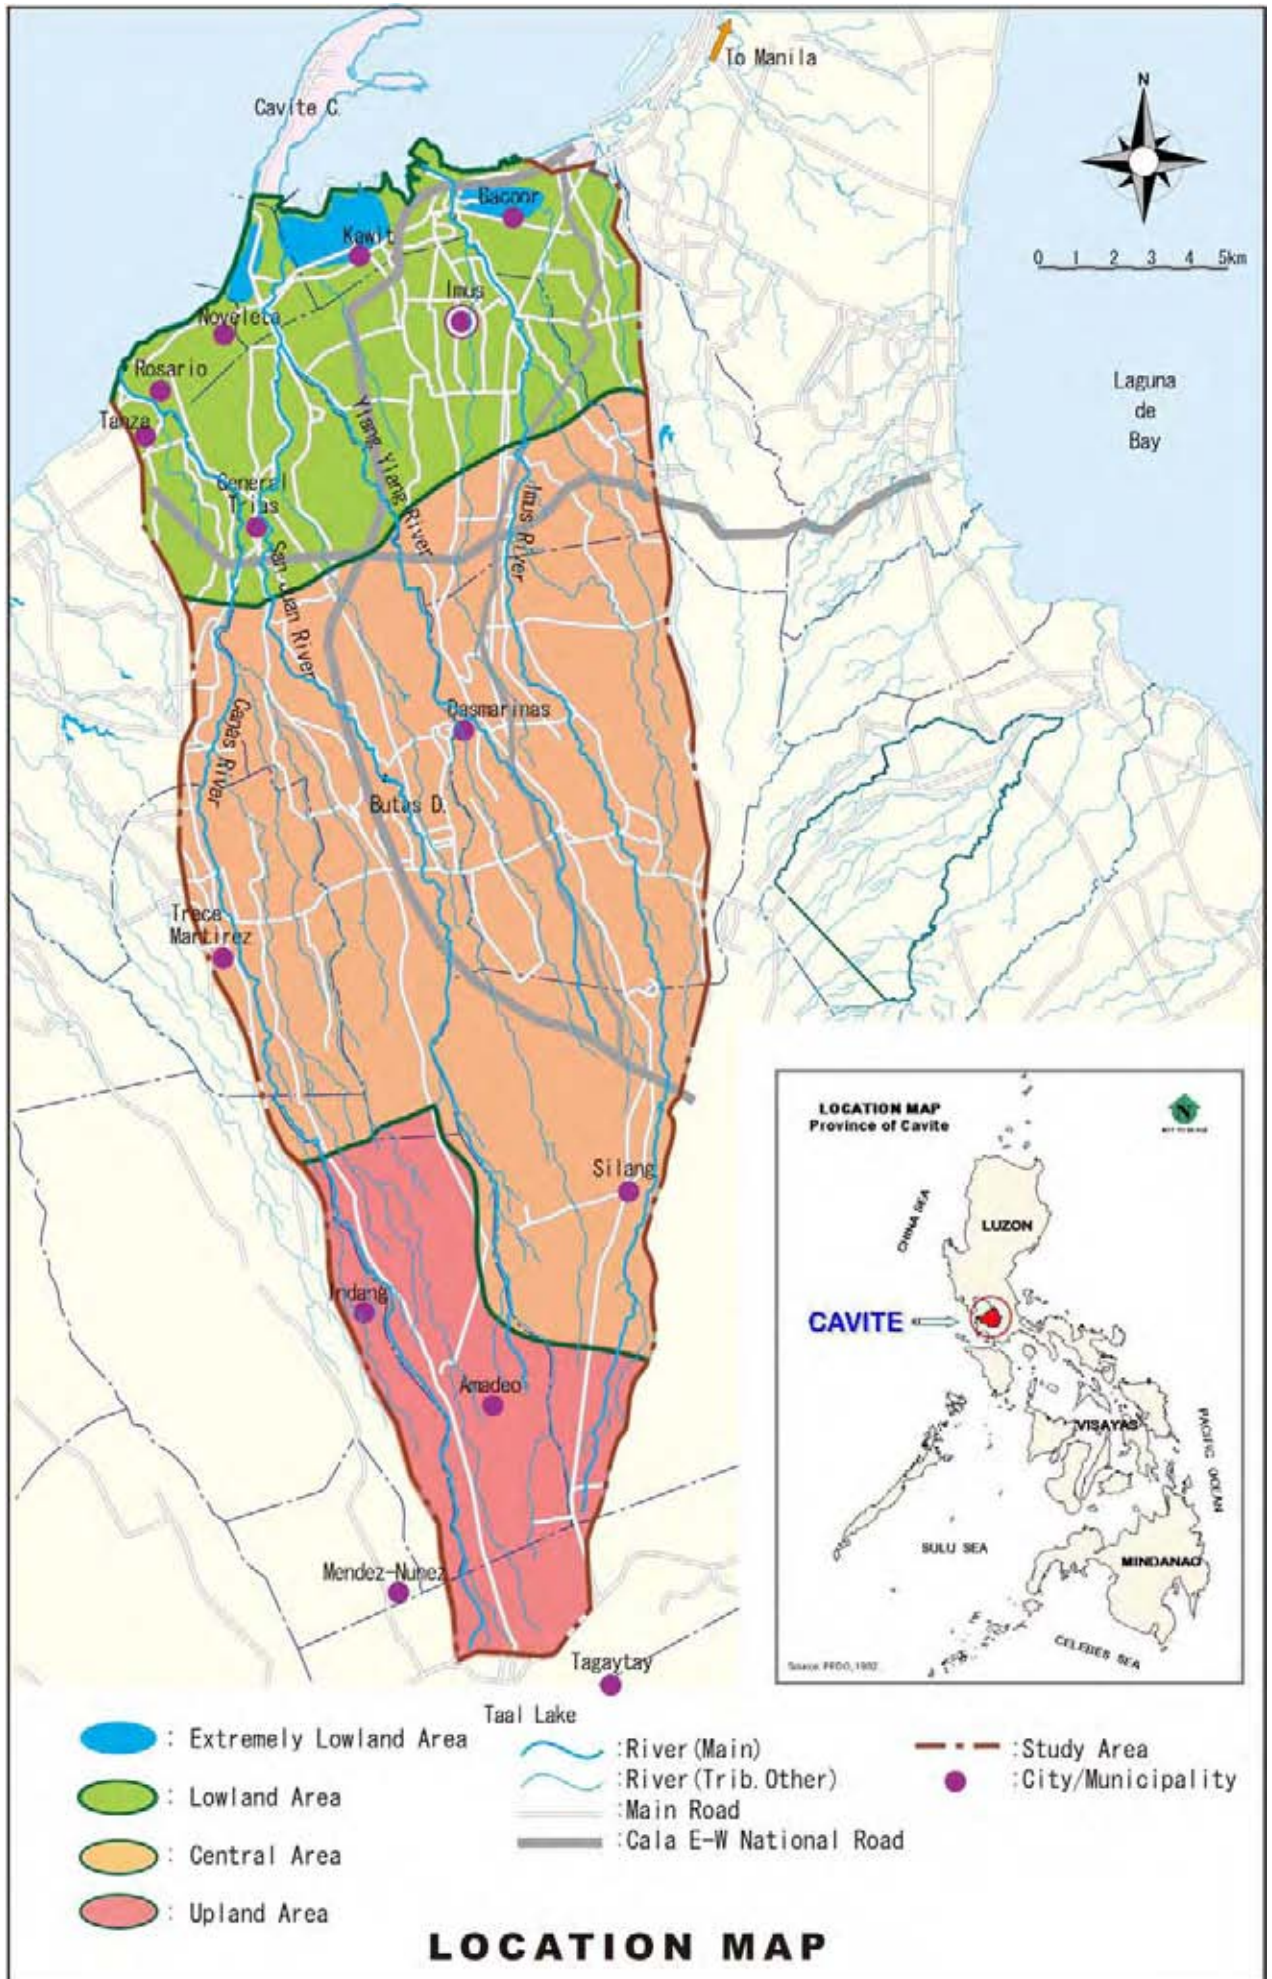 To Manila
Cavite C.
N
Bacoor
Kawit
0 1 2 3 4 5km
Imus
Noveleta
Rosario
Laguna
de
Bay
Tanza
Ylang Ylang River
General
Trias
Imus River
San Juan River
Dasmarinas
Canas River
Butas D.
Trece
Martirez
LOCATION MAP
Province of Cavite
N
Silang
CHINA SEA
LUZON
Indang
CAVITE
Amadeo
VISAYAS
PACIFIC OCEAN
SULU SEA
MINDANAO
Mendez-Nunez
CELEBES SEA
Tagaytay
Source: PPDO, 1992
Taal Lake
: Extremely Lowland Area
: Lowland Area
: Central Area
: Upland Area
:River(Main)
:River(Trib. Other)
:Main Road
:Cala E-W National Road
:Study Area
:City/Municipality
LOCATION MAP